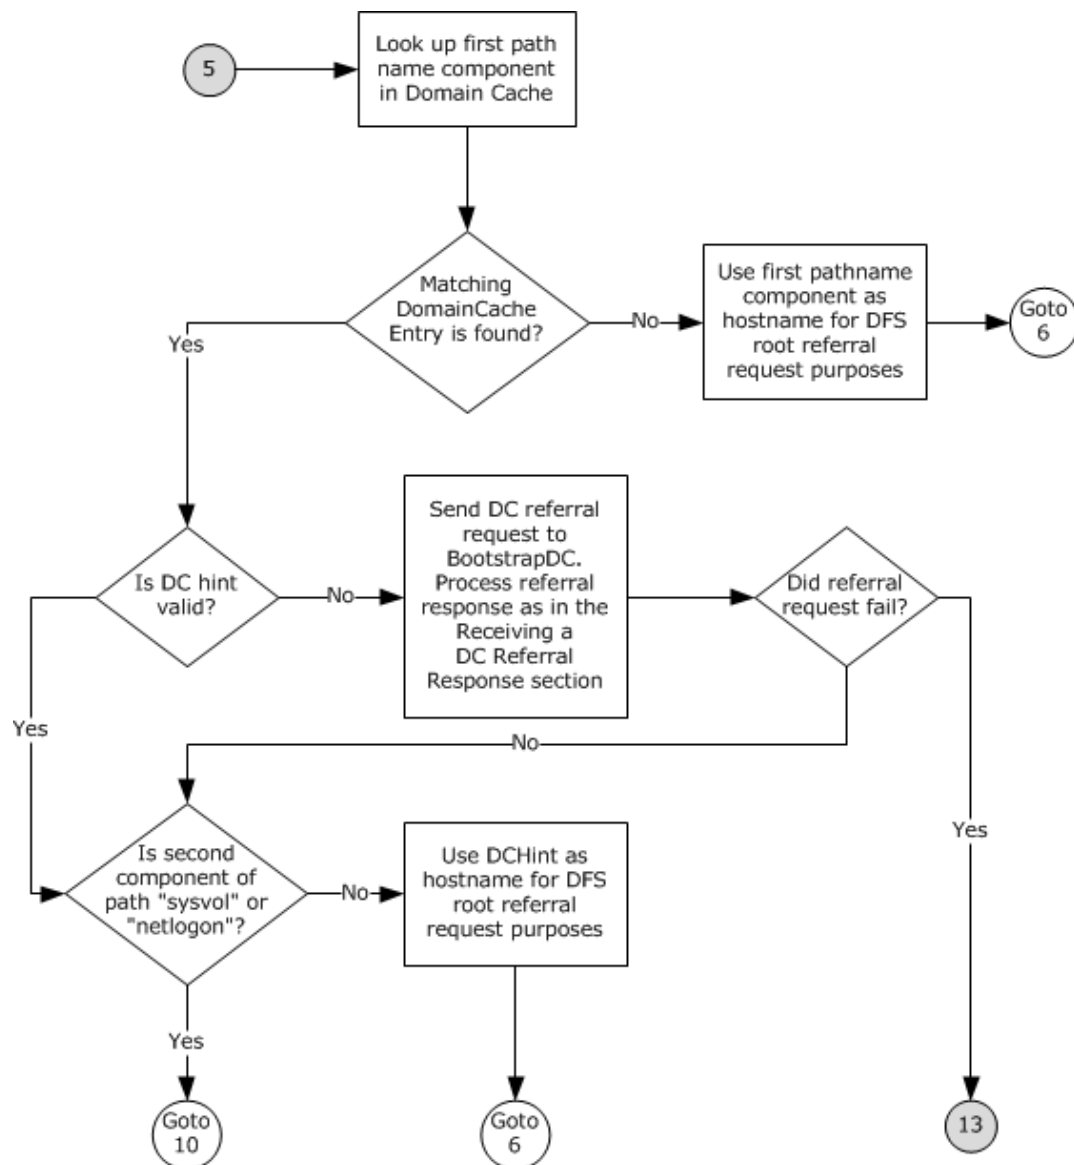 5
Look up first path
name component
in Domain Cache
Matching
DomainCache
Entry is found?
No
Use first pathname
component as
hostname for DFS
root referral
request purposes
Goto
6
Yes
Is DC hint
valid?
No
Send DC referral
request to
BootstrapDC.
Process referral
response as in the
Receiving a
DC Referral
Response section
Did referral
request fail?
Yes
No
Is second
component of
path "sysvol" or
"netlogon"?
No
Use DCHint as
hostname for DFS
root referral
request purposes
Yes
Yes
Goto
10
Goto
6
13